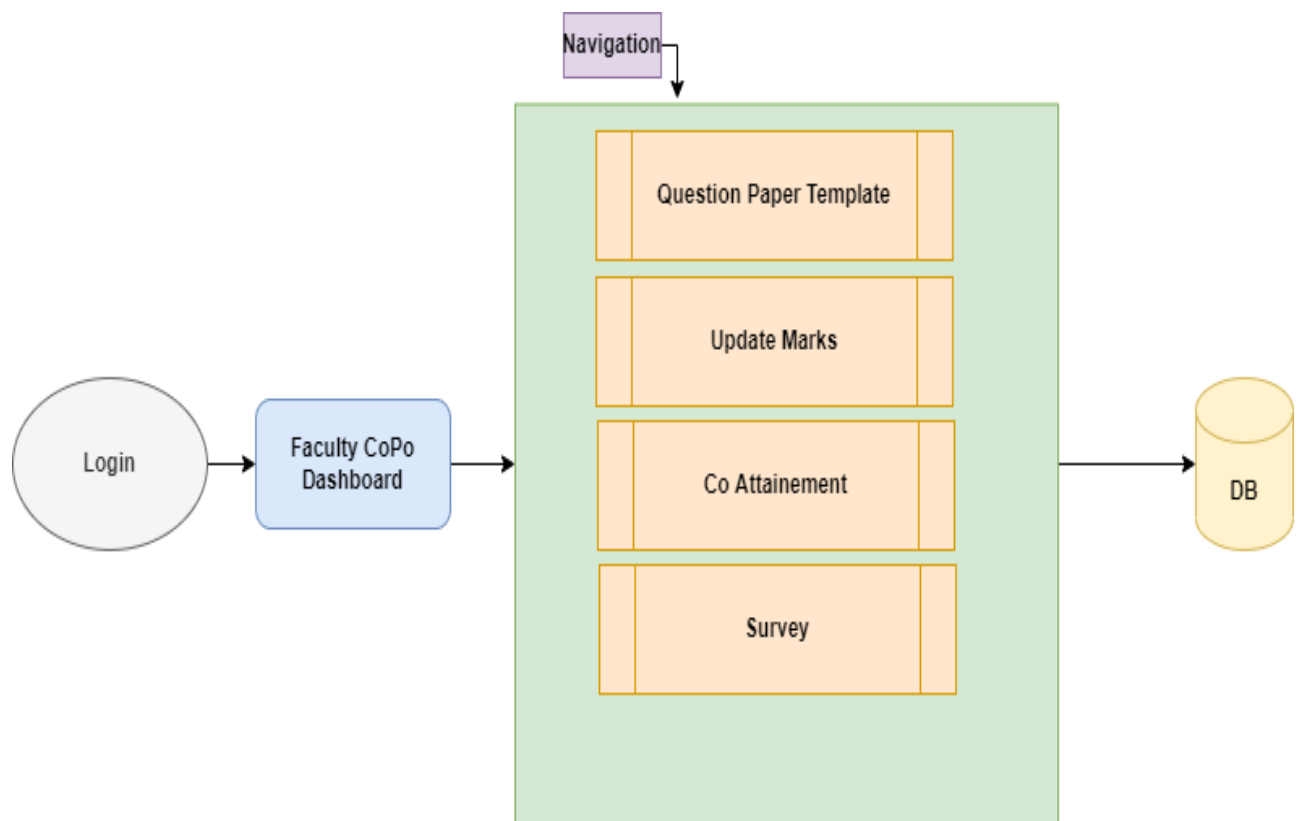 Navigation
Question Paper Template
Update Marks
Login
Faculty CoPo
Dashboard
Co Attainement
DB
Survey